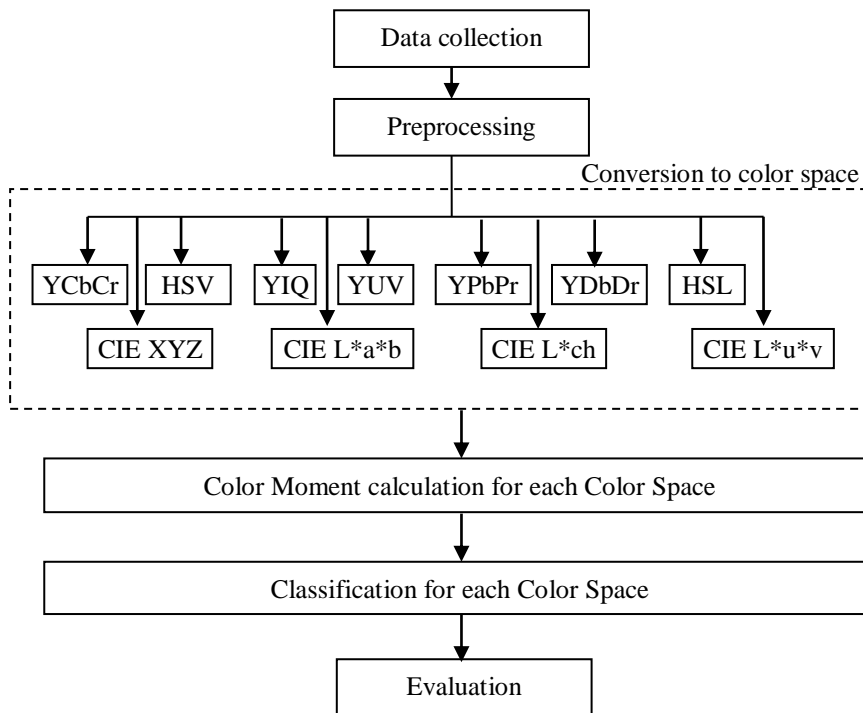 Data collection
Preprocessing
Conversion to color space
YCbCr HSV YIQ YUV YPbPr YDbDr HSL
CIE XYZ CIE L*a*b CIE L*ch CIE L*u*v
Color Moment calculation for each Color Space
Classification for each Color Space
Evaluation